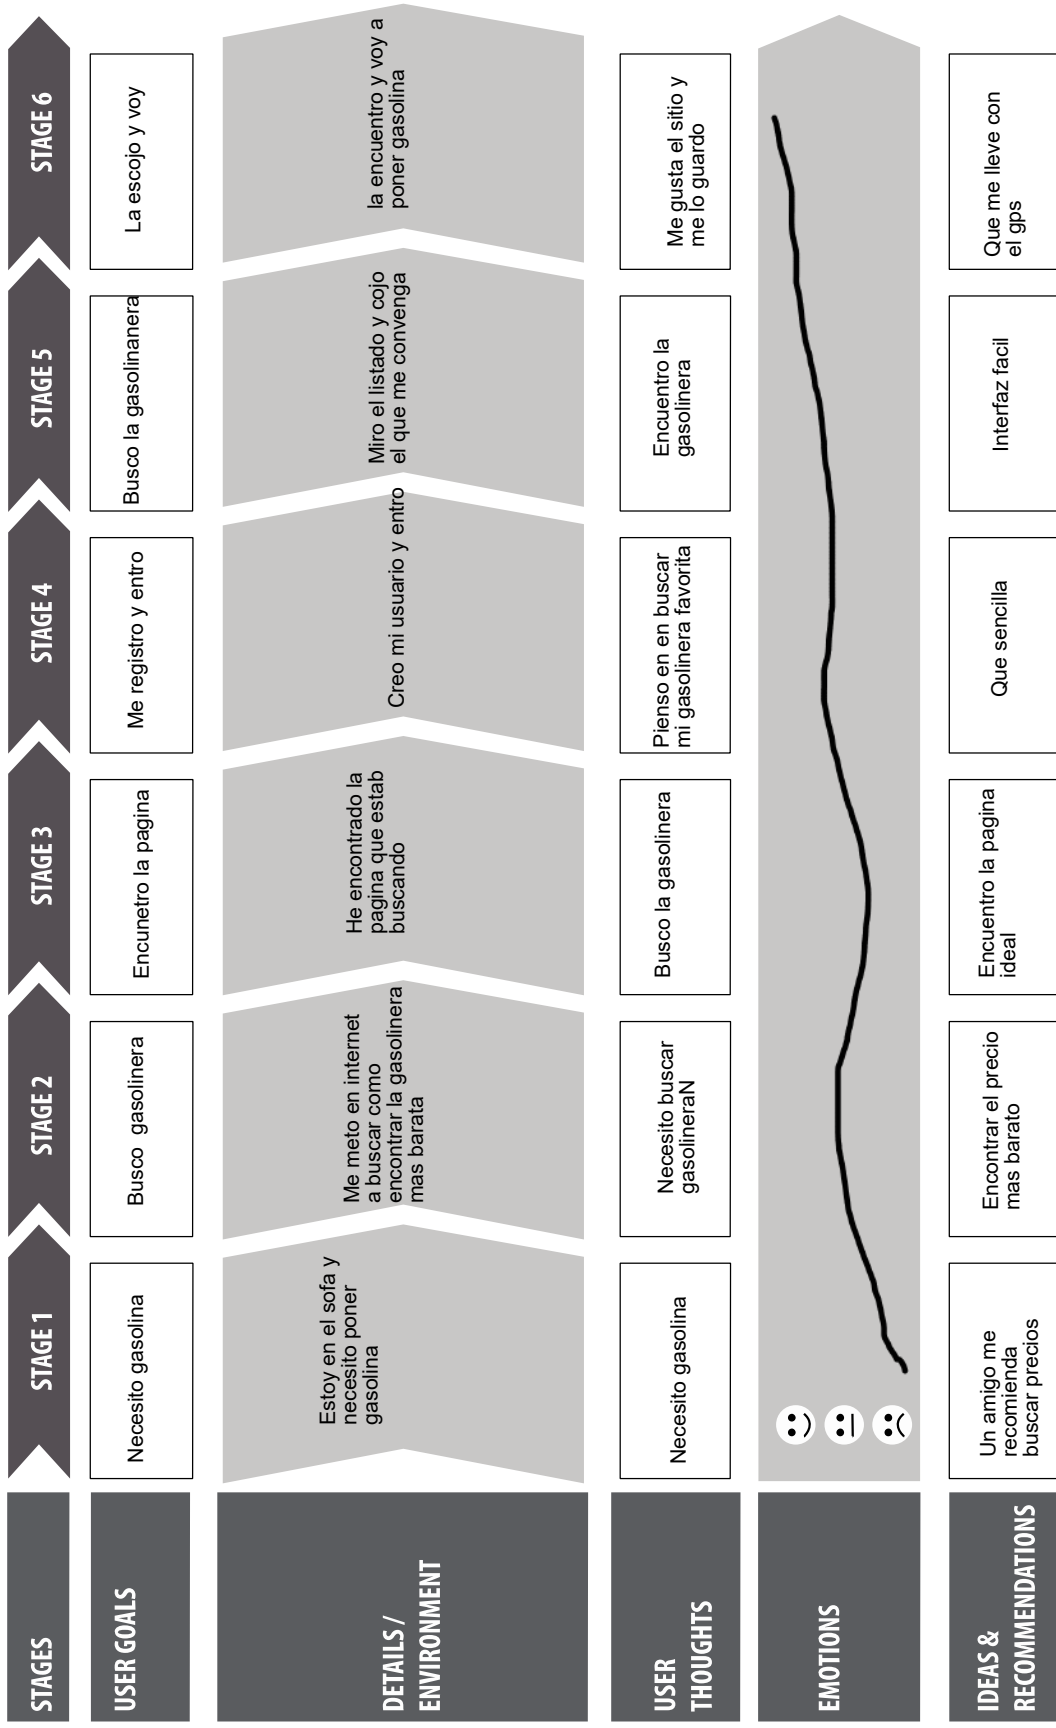 STAGES
STAGE 1
STAGE 2
STAGE 3
STAGE 4
STAGE 5
STAGE 6
USER GOALS
Necesito gasolina
Busco  gasolinera
Encunetro la pagina
Me registro y entro
Busco la gasolinanera
La escojo y voy
DETAILS /
ENVIRONMENT
Estoy en el sofa y
necesito poner
gasolina
Me meto en internet
a buscar como
encontrar la gasolinera
mas barata
He encontrado la
pagina que estab
buscando
Creo mi usuario y entro
Miro el listado y cojo
el que me convenga
la encuentro y voy a
poner gasolina
USER
THOUGHTS
Necesito gasolina
Necesito buscar
gasolineraN
Busco la gasolinera
Pienso en en buscar
mi gasolinera favorita
Encuentro la
gasolinera
Me gusta el sitio y
me lo guardo
EMOTIONS
IDEAS &
RECOMMENDATIONS
Un amigo me
recomienda
buscar precios
Encontrar el precio
mas barato
Encuentro la pagina
ideal
Que sencilla
Interfaz facil
Que me lleve con
el gps